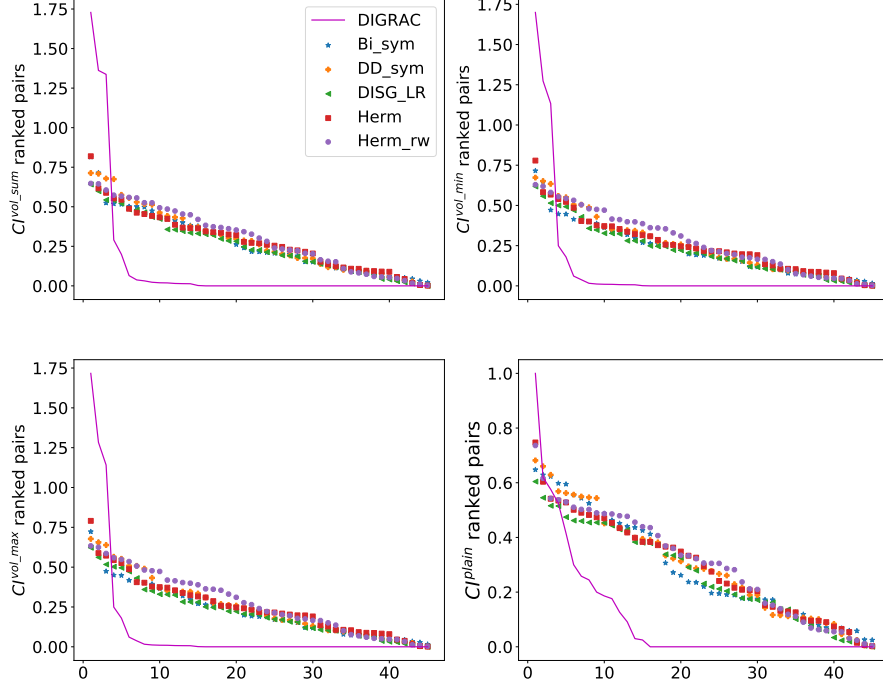 1.75
1.50
1.25
1.00
0.75
0.50
0.25
0.00
CI^vol_sum ranked pairs
DIGRAC
Bi_sym
DD_sym
DISG_LR
Herm
Herm_rw
1.75
1.50
1.25
1.00
0.75
0.50
0.25
0.00
CI^vol_min ranked pairs
1.75
1.50
1.25
1.00
0.75
0.50
0.25
0.00
CI^vol_max ranked pairs
0 10 20 30 40
1.0
0.8
0.6
0.4
0.2
0.0
CI^plain ranked pairs
0 10 20 30 40